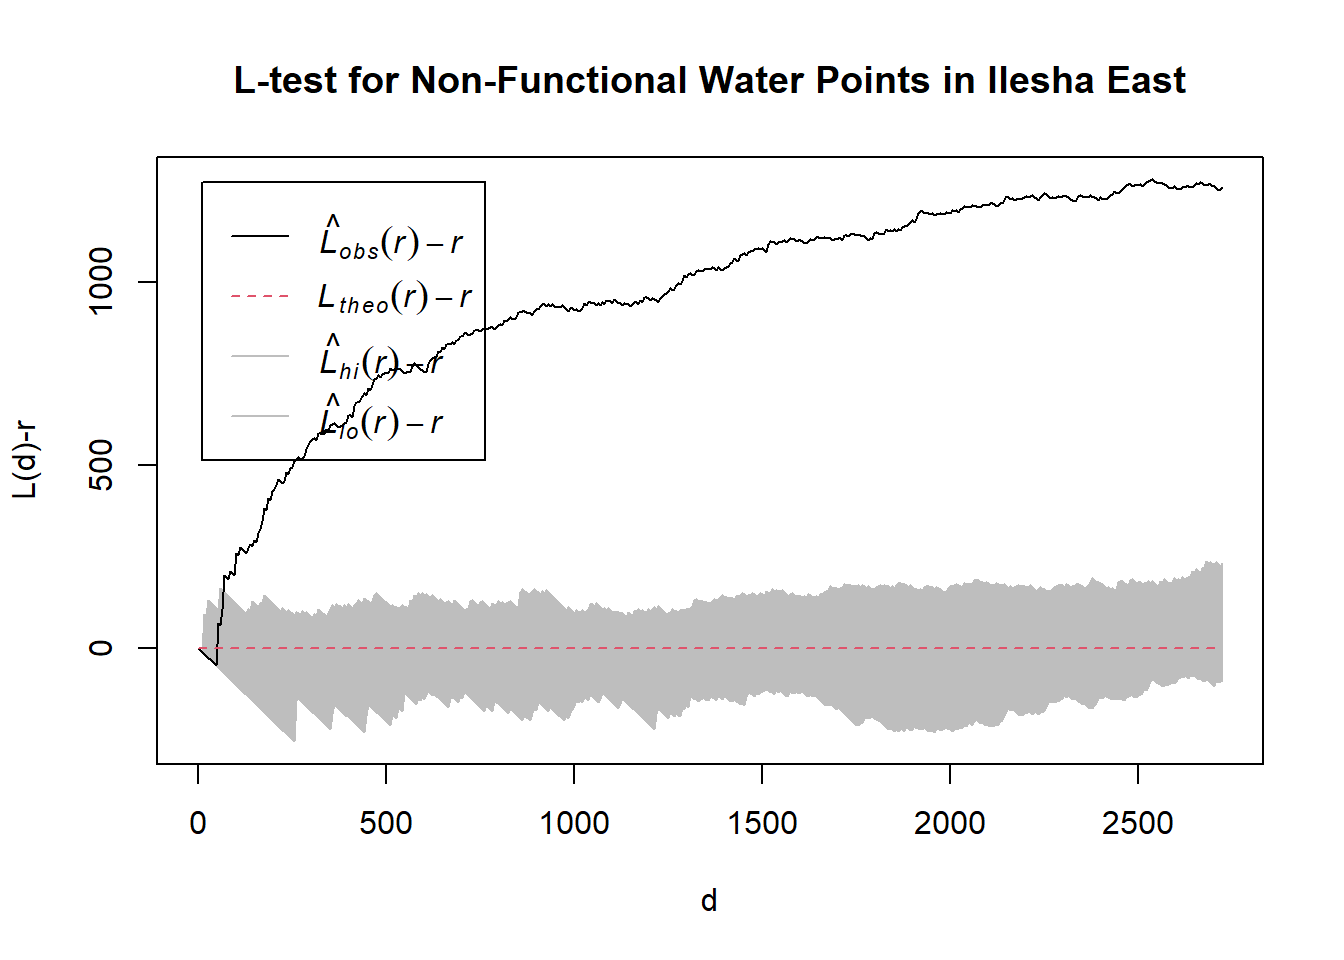 L-test for Non-Functional Water Points in Ilesha East
L̂obs(r) – r
Ltheo(r) – r
L̂hi(r) – r
L̂lo(r) – r
L(d)-r
1000
500
0
0 500 1000 1500 2000 2500
d